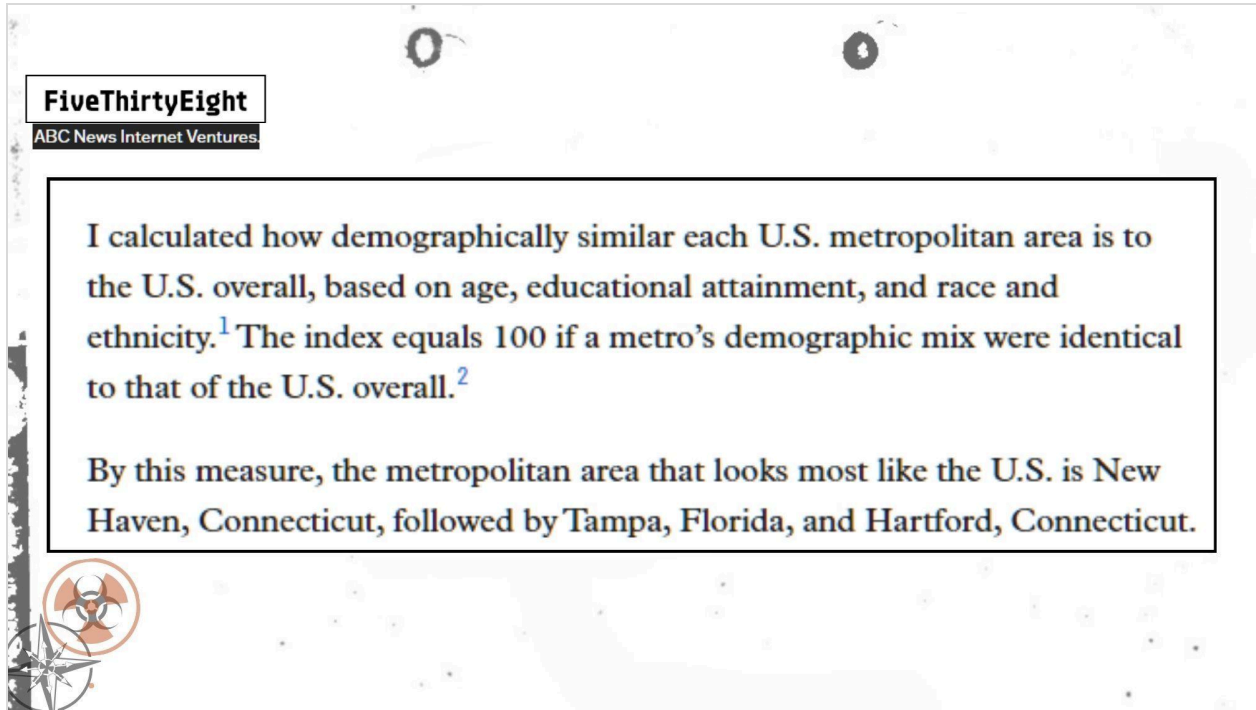 FiveThirtyEight
ABC News Internet Ventures.
I calculated how demographically similar each U.S. metropolitan area is to
the U.S. overall, based on age, educational attainment, and race and
ethnicity.1 The index equals 100 if a metro’s demographic mix were identical
to that of the U.S. overall.2
By this measure, the metropolitan area that looks most like the U.S. is New
Haven, Connecticut, followed by Tampa, Florida, and Hartford, Connecticut.